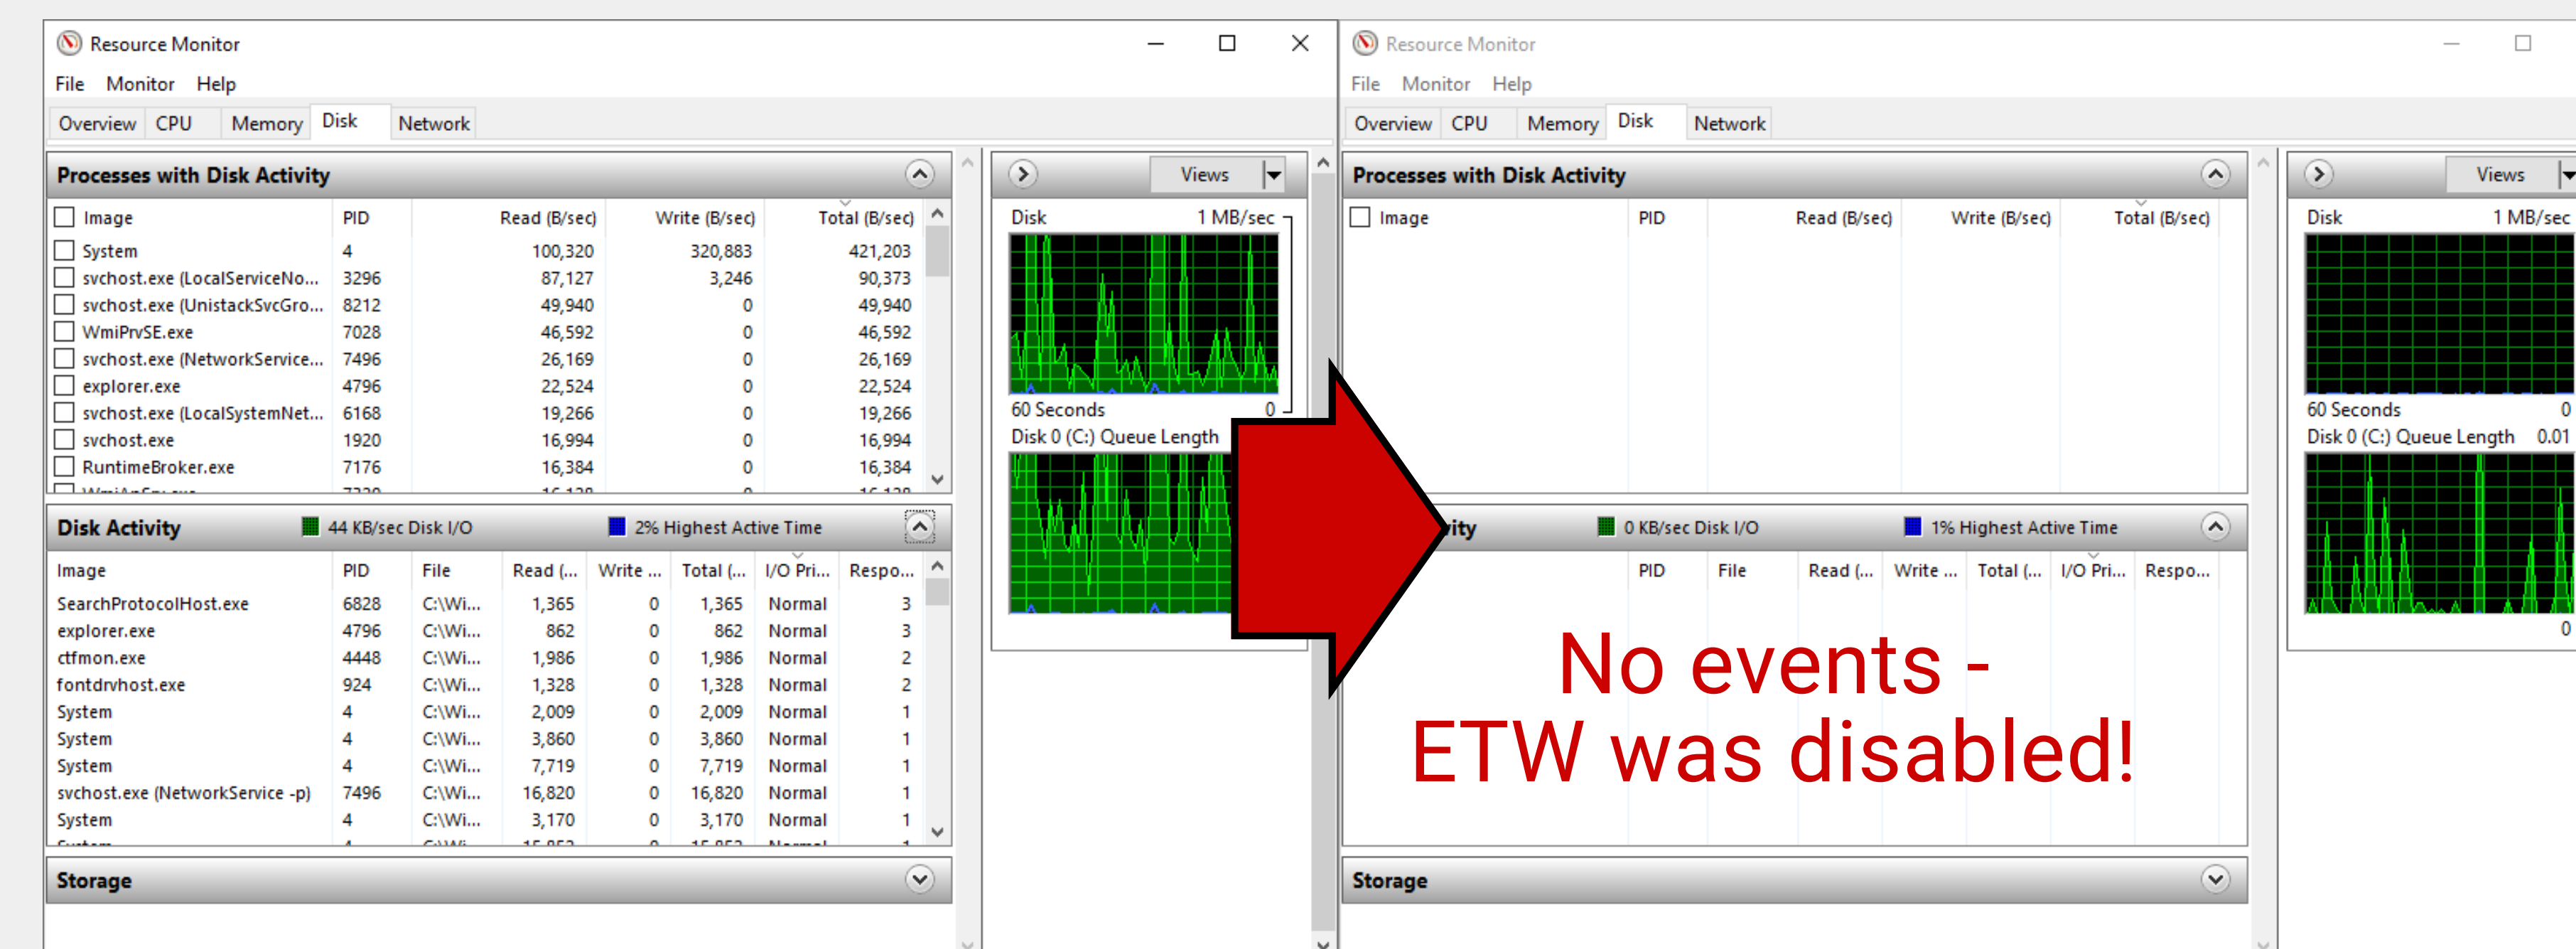 Resource Monitor
File Monitor Help
Overview CPU Memory Disk Network
Processes with Disk Activity
Image PID Read (B/sec) Write (B/sec) Total (B/sec)
System 4 100,320 320,883 421,203
svchost.exe (LocalServiceNo... 3296 87,127 3,246 90,373
svchost.exe (UnistackSvcGro... 8212 49,940 0 49,940
WmiPrvSE.exe 7028 46,592 0 46,592
svchost.exe (NetworkService... 7496 26,169 0 26,169
explorer.exe 4796 22,524 0 22,524
svchost.exe (LocalSystemNet... 6168 19,266 0 19,266
svchost.exe 1920 16,994 0 16,994
RuntimeBroker.exe 7176 16,384 0 16,384
Disk Activity 44 KB/sec Disk I/O 2% Highest Active Time
Image PID File Read (... Write ... Total (... I/O Pri... Respo...
SearchProtocolHost.exe 6828 C:\Wi... 1,365 0 1,365 Normal 3
explorer.exe 4796 C:\Wi... 862 0 862 Normal 3
ctfmon.exe 4448 C:\Wi... 1,986 0 1,986 Normal 2
fontdrvhost.exe 924 C:\Wi... 1,328 0 1,328 Normal 2
System 4 C:\Wi... 2,009 0 2,009 Normal 1
System 4 C:\Wi... 3,860 0 3,860 Normal 1
System 4 C:\Wi... 7,719 0 7,719 Normal 1
svchost.exe (NetworkService -p) 7496 C:\Wi... 16,820 0 16,820 Normal 1
System 4 C:\Wi... 3,170 0 3,170 Normal 1
Storage
Views
Disk 1 MB/sec
60 Seconds 0
Disk 0 (C:) Queue Length
Resource Monitor
File Monitor Help
Overview CPU Memory Disk Network
Processes with Disk Activity
Image PID Read (B/sec) Write (B/sec) Total (B/sec)
vity 0 KB/sec Disk I/O 1% Highest Active Time
PID File Read (... Write ... Total (... I/O Pri... Respo...
No events -
ETW was disabled!
Storage
Views
Disk 1 MB/sec
60 Seconds 0
Disk 0 (C:) Queue Length 0.01
0